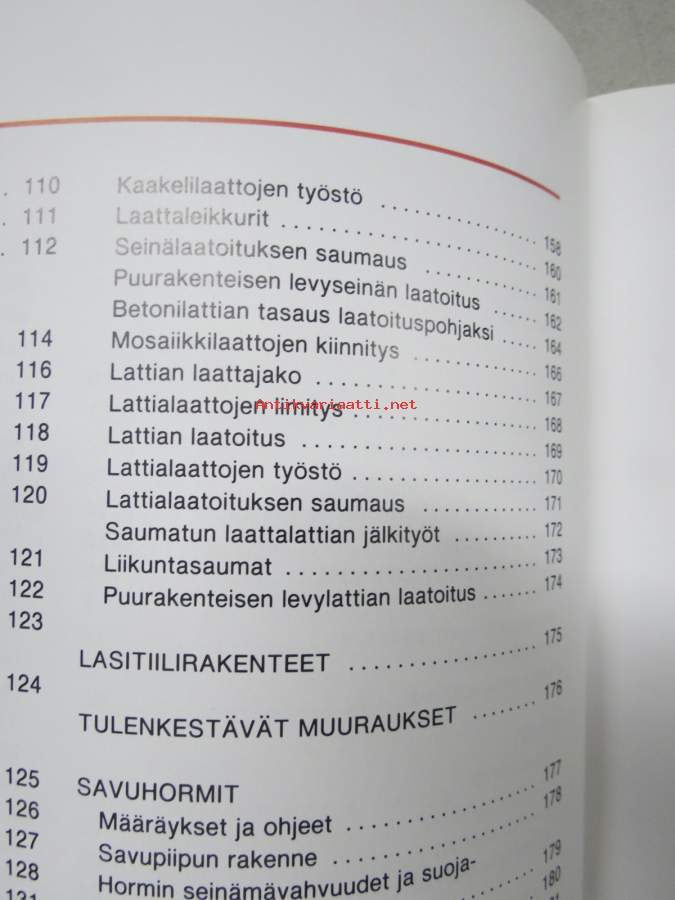 . 110
. 111
. 112
114
116
117
118
119
120
121
122
123
124
125
126
127
128
131
Kaakelilaattojen työstö ........ 158
Laattaleikkurit ........ 160
Seinälaatoituksen saumaus ........ 161
Puurakenteisen levyseinän laatoitus ...... 162
Betonilattian tasaus laatoituspohjaksi ..... 164
Mosaiikkilaattojen kiinnitys ........ 166
Lattian laattajako ........ 167
Lattialaattojen liimitys ........ 168
Antikvariaatti.net
Lattian laatoitus ........ 169
Lattialaattojen työstö ........ 170
Lattialaatoituksen saumaus ........ 171
Saumatun laattalattian jälkityöt ........ 172
Liikuntasaumat ........ 173
Puurakenteisen levylattian laatoitus ....... 174
LASITIILIRAKENTEET ........ 175
TULENKESTÄVÄT MUURAUKSET ....... 176
SAVUHORMIT
Määräykset ja ohjeet ........ 177
Savupiipun rakenne ........ 178
Hormin seinämävahvuudet ja suoja-
179
180